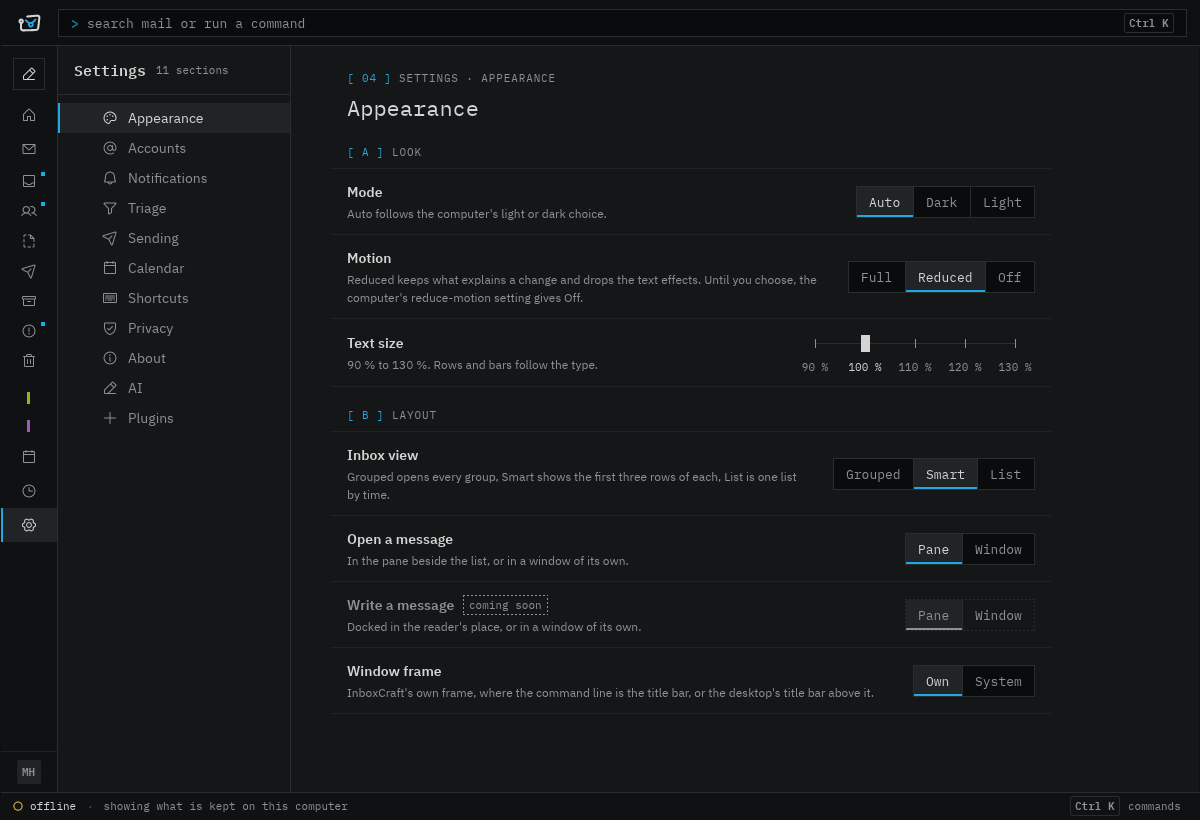 > search mail or run a command
Ctrl K
Settings 11 sections
Appearance
Accounts
Notifications
Triage
Sending
Calendar
Shortcuts
Privacy
About
AI
Plugins
MH
[ 04 ] SETTINGS · APPEARANCE
Appearance
[ A ] LOOK
Mode
Auto follows the computer's light or dark choice.
Auto Dark Light
Motion
Reduced keeps what explains a change and drops the text effects. Until you choose, the
computer's reduce-motion setting gives Off.
Full Reduced Off
Text size
90 % to 130 %. Rows and bars follow the type.
90 % 100 % 110 % 120 % 130 %
[ B ] LAYOUT
Inbox view
Grouped opens every group, Smart shows the first three rows of each, List is one list
by time.
Grouped Smart List
Open a message
In the pane beside the list, or in a window of its own.
Pane Window
Write a message coming soon
Docked in the reader's place, or in a window of its own.
Pane Window
Window frame
InboxCraft's own frame, where the command line is the title bar, or the desktop's title bar above it.
Own System
offline · showing what is kept on this computer
Ctrl K commands